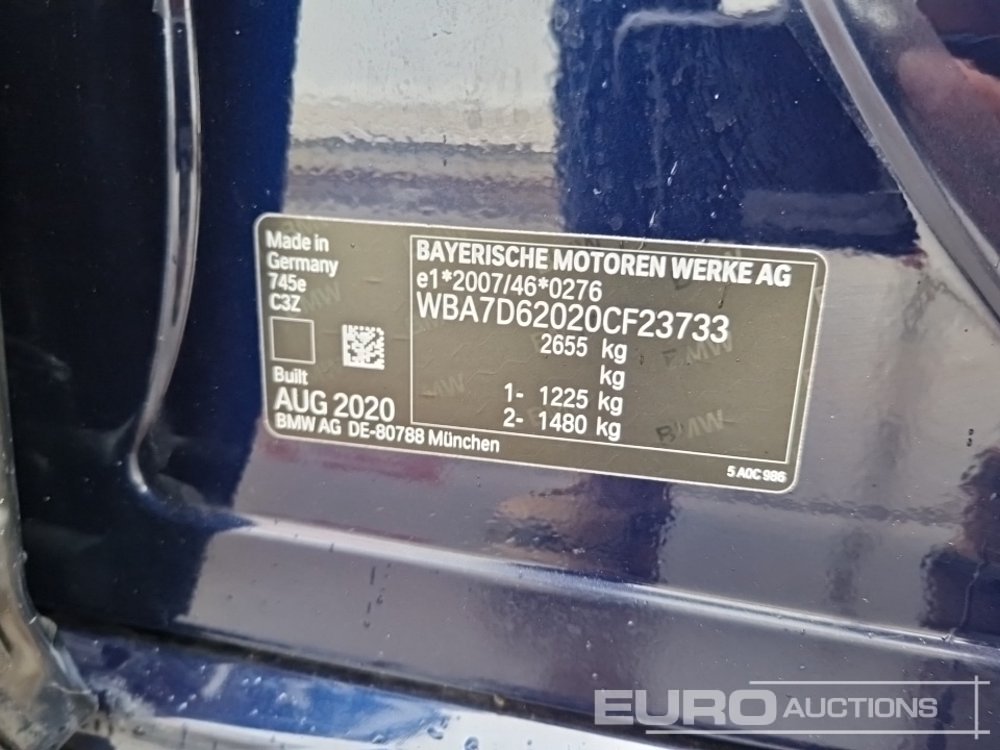 Made in
Germany
745e
C3Z
Built
AUG 2020
BMW AG DE-80788 München
BAYERISCHE MOTOREN WERKE AG
e1*2007/46*0276
WBA7D62020CF23733
2655 kg
kg
1- 1225 kg
2- 1480 kg
5 A0C 986
EURO AUCTIONS